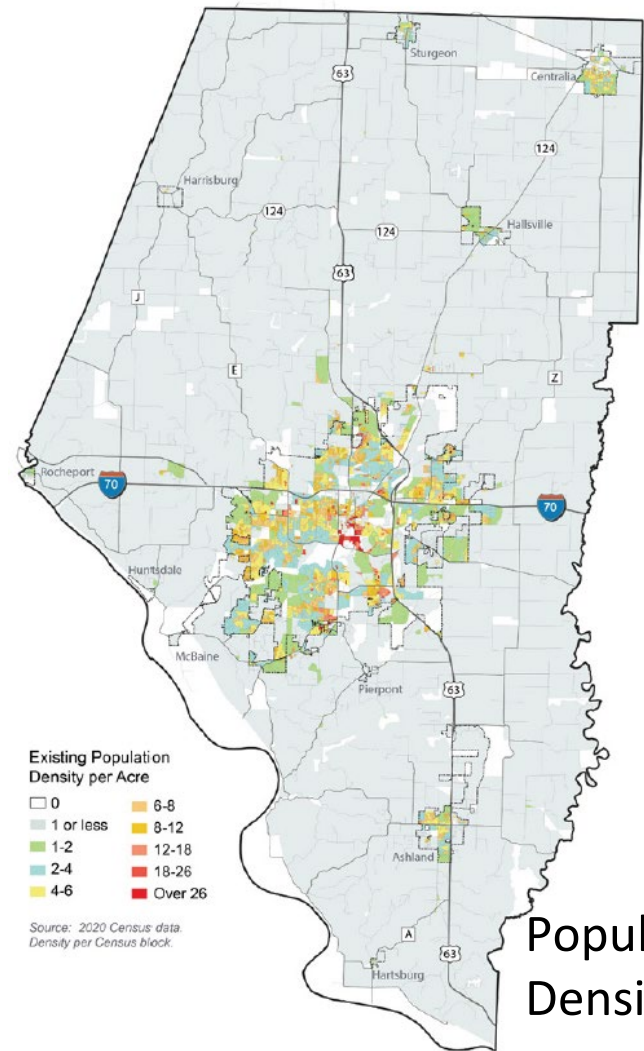 Sturgeon
63
Centralia
124
Harrisburg
124
124
Hallsville
63
J
E
Z
Rocheport
70
70
Huntsdale
McBaine
Pierpont
63
Existing Population
Density per Acre
0
1 or less
1-2
2-4
4-6
6-8
8-12
12-18
18-26
Over 26
Ashland
Source: 2020 Census data.
Density per Census block.
A
63
Hartsburg
Popul
Densi